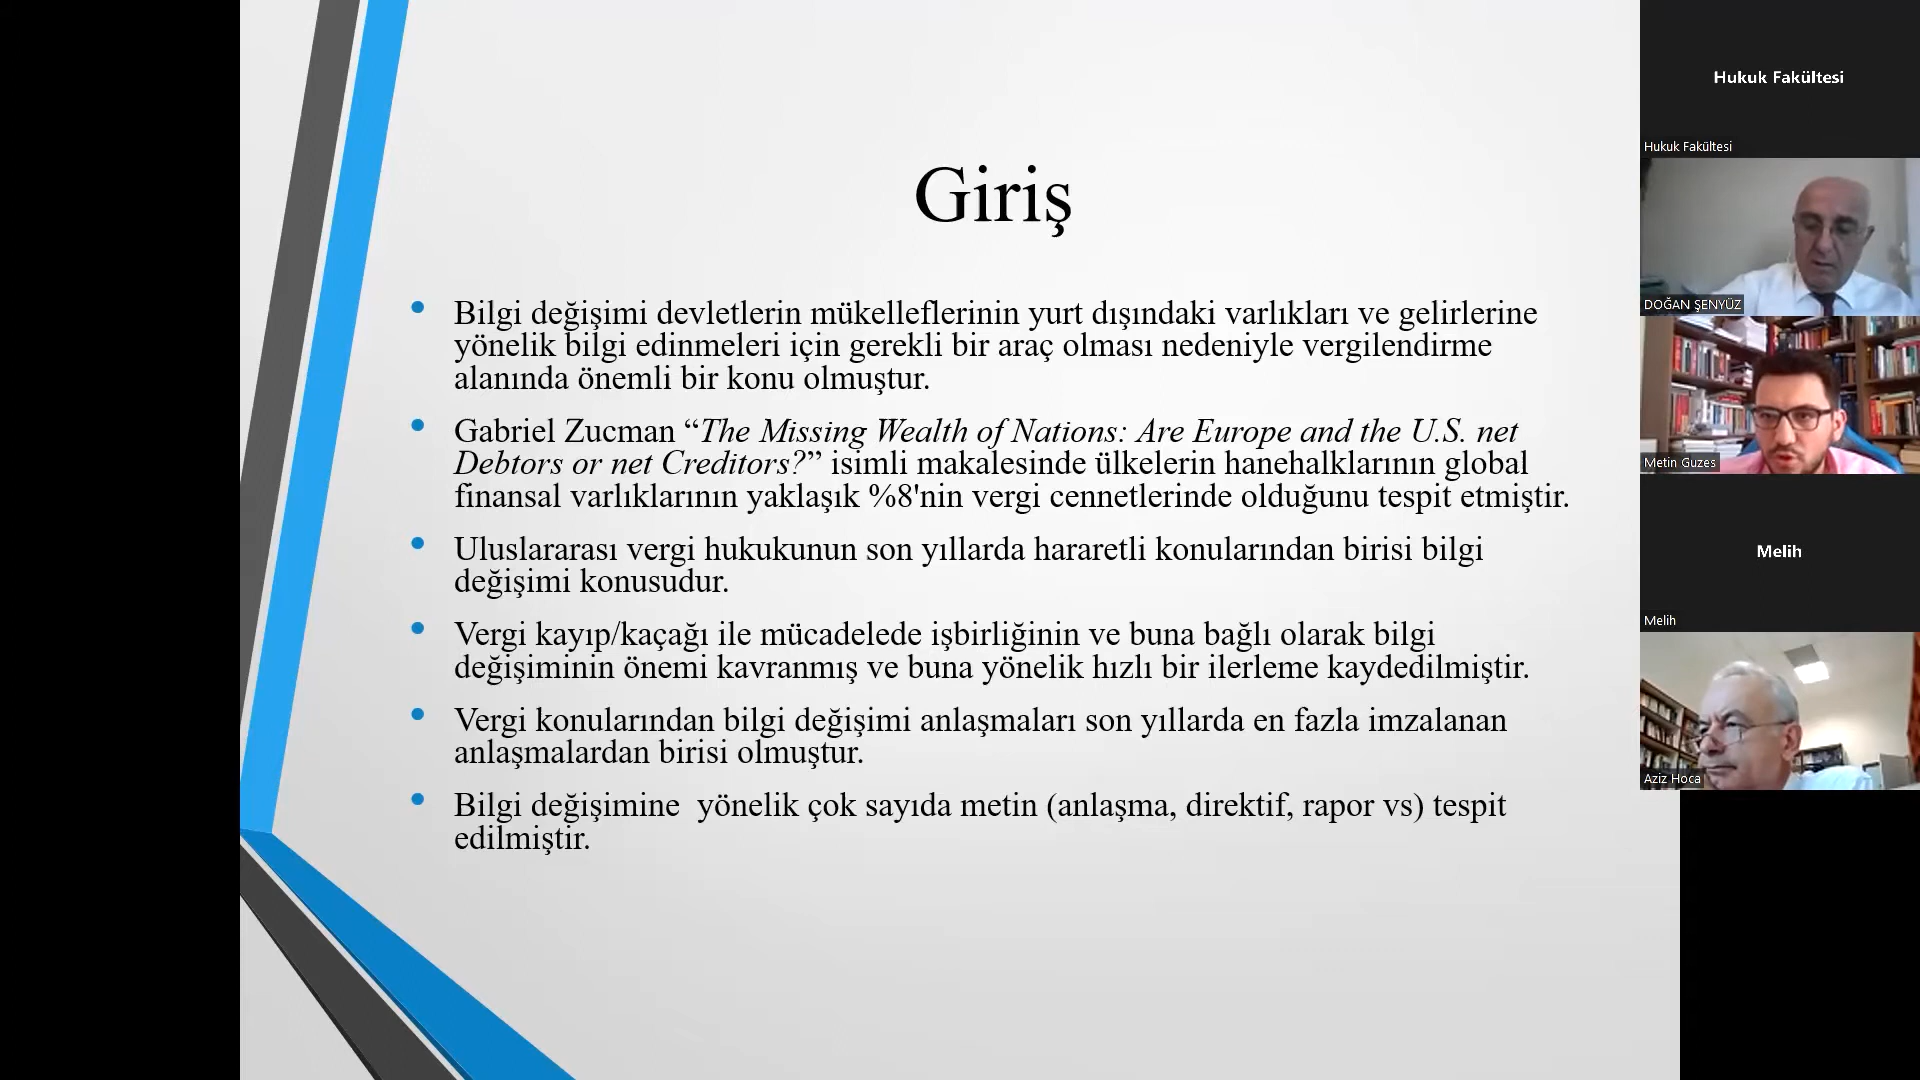 Giriş
Bilgi değişimi devletlerin mükelleflerinin yurt dışındaki varlıkları ve gelirlerine
yönelik bilgi edinmeleri için gerekli bir araç olması nedeniyle vergilendirme
alanında önemli bir konu olmuştur.
Gabriel Zucman “The Missing Wealth of Nations: Are Europe and the U.S. net
Debtors or net Creditors?” isimli makalesinde ülkelerin hanehalklarının global
finansal varlıklarının yaklaşık %8'nin vergi cennetlerinde olduğunu tespit etmiştir.
Uluslararası vergi hukukunun son yıllarda hararetli konularından birisi bilgi
değişimi konusudur.
Vergi kayıp/kaçağı ile mücadelede işbirliğinin ve buna bağlı olarak bilgi
değişiminin önemi kavranmış ve buna yönelik hızlı bir ilerleme kaydedilmiştir.
Vergi konularından bilgi değişimi anlaşmaları son yıllarda en fazla imzalanan
anlaşmalardan birisi olmuştur.
Bilgi değişimine  yönelik çok sayıda metin (anlaşma, direktif, rapor vs) tespit
edilmiştir.
Hukuk Fakültesi
Hukuk Fakültesi
DOĞAN ŞENYÜZ
Metin Guzes
Melih
Melih
Aziz Hoca